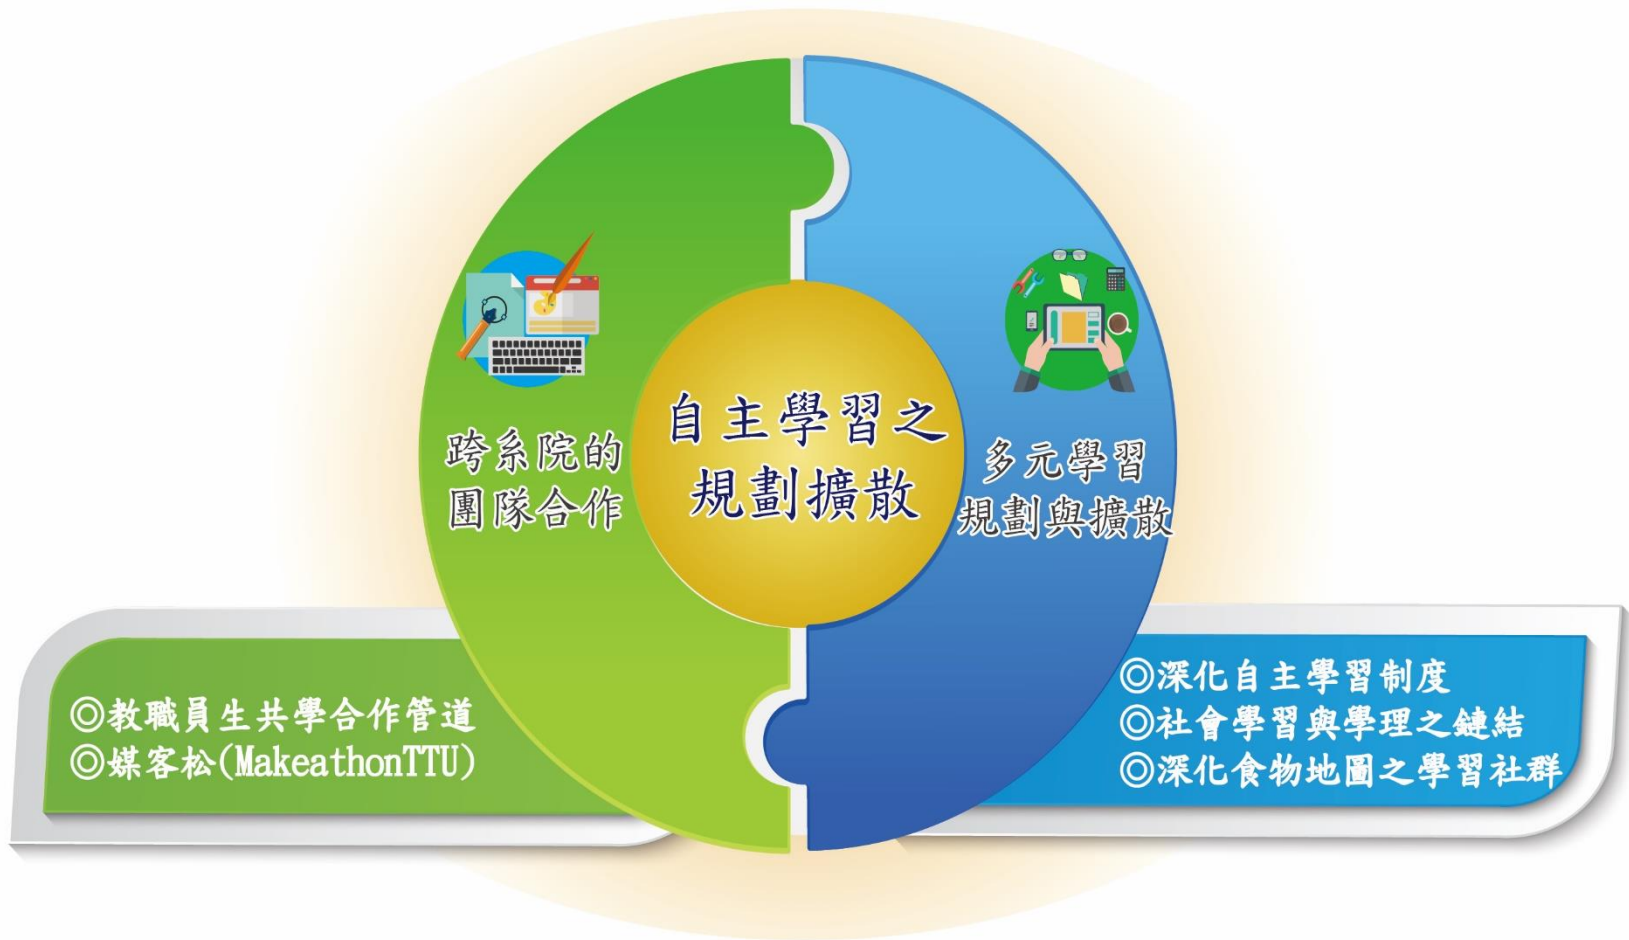 自主學習之
規劃擴散
跨系院的
團隊合作
多元學習
規劃與擴散
◎教職員生共學合作管道
◎媒客松(MakeathonTTU)
◎深化自主學習制度
◎社會學習與學理之鏈結
◎深化食物地圖之學習社群